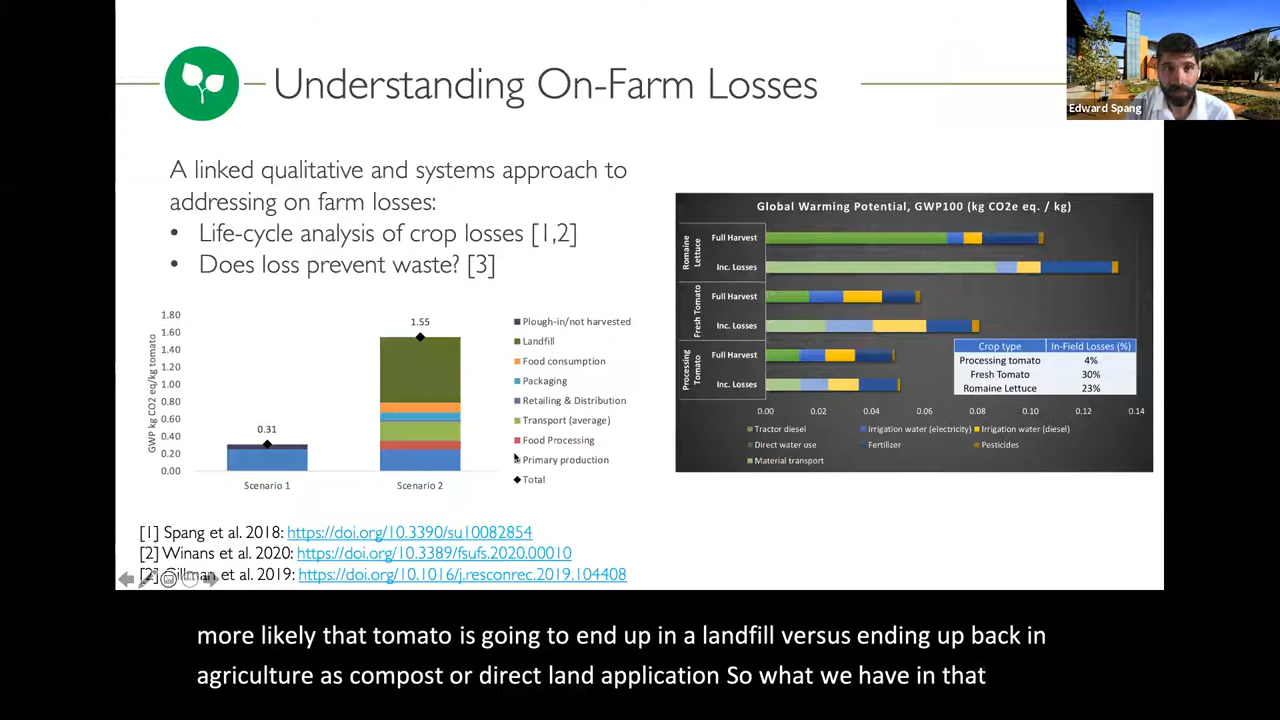 Understanding On-Farm Losses
Edward Spang
A linked qualitative and systems approach to
addressing on farm losses:
• Life-cycle analysis of crop losses [1,2]
• Does loss prevent waste? [3]
GWP kg CO2 eq/kg tomato
1.80
1.60
1.40
1.20
1.00
0.80
0.60
0.40
0.20
0.00
0.31
1.55
Scenario 1
Scenario 2
Plough-in/not harvested
Landfill
Food consumption
Packaging
Retailing & Distribution
Transport (average)
Food Processing
Primary production
Total
Global Warming Potential, GWP100 (kg CO2e eq. / kg)
Romaine
Lettuce
Full Harvest
Inc. Losses
Fresh Tomato
Full Harvest
Inc. Losses
Processing
Tomato
Full Harvest
Inc. Losses
Crop type In-Field Losses (%)
Processing tomato 4%
Fresh Tomato 30%
Romaine Lettuce 23%
0.00 0.02 0.04 0.06 0.08 0.10 0.12 0.14
Tractor diesel Irrigation water (electricity) Irrigation water (diesel)
Direct water use Fertilizer Pesticides
Material transport
[1] Spang et al. 2018: https://doi.org/10.3390/su10082854
[2] Winans et al. 2020: https://doi.org/10.3389/fsufs.2020.00010
Gillman et al. 2019: https://doi.org/10.1016/j.resconrec.2019.104408
more likely that tomato is going to end up in a landfill versus ending up back in
agriculture as compost or direct land application So what we have in that